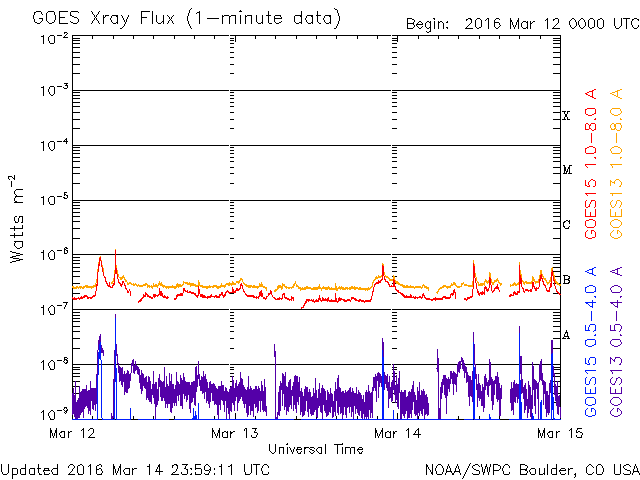 GOES Xray Flux (1-minute data)
Begin: 2016 Mar 12 0000 UTC
10-2
10-3
10-4
10-5
10-6
10-7
10-8
10-9
Watts m-2
X
M
C
B
A
GOES15 1.0-8.0 A
GOES13 1.0-8.0 A
GOES15 0.5-4.0 A
GOES13 0.5-4.0 A
Mar 12
Mar 13
Mar 14
Mar 15
Universal Time
Updated 2016 Mar 14 23:59:11 UTC
NOAA/SWPC Boulder, CO USA